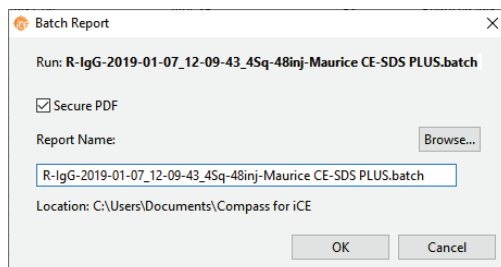 Batch Report
Run: R-IgG-2019-01-07_12-09-43_4Sq-48inj-Maurice CE-SDS PLUS.batch
Secure PDF
Report Name:
Browse...
R-IgG-2019-01-07_12-09-43_4Sq-48inj-Maurice CE-SDS PLUS.batch
Location: C:\Users\Documents\Compass for iCE
OK
Cancel